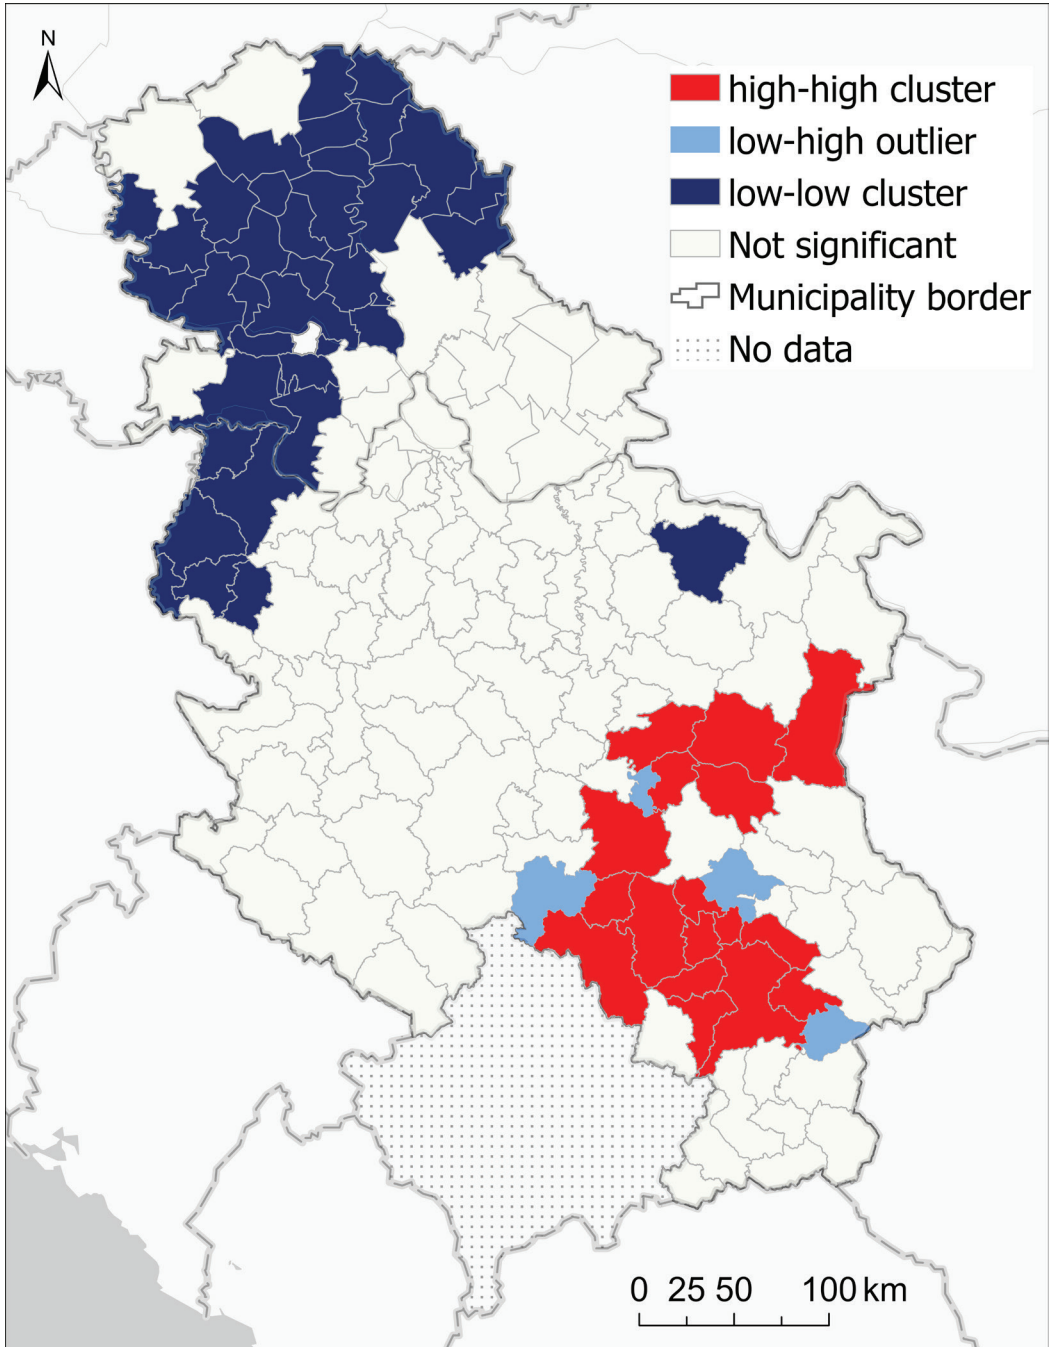 N
high-high cluster
low-high outlier
low-low cluster
Not significant
Municipality border
No data
0 25 50 100 km